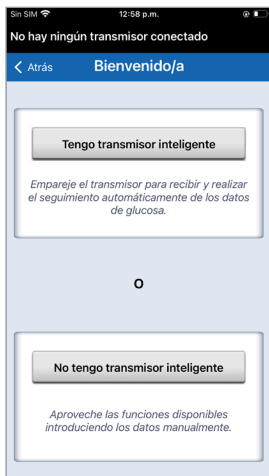 Sin SIM 12:58 p.m.
No hay ningún transmisor conectado
Atrás Bienvenido/a
Tengo transmisor inteligente
Empareje el transmisor para recibir y realizar
el seguimiento automáticamente de los datos
de glucosa.
O
No tengo transmisor inteligente
Aproveche las funciones disponibles
introduciendo los datos manualmente.